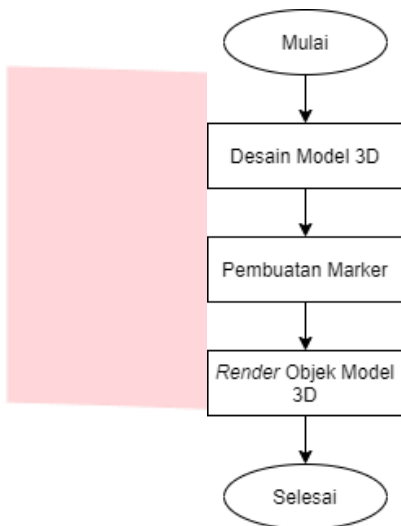 Mulai
Desain Model 3D
Pembuatan Marker
Render Objek Model
3D
Selesai